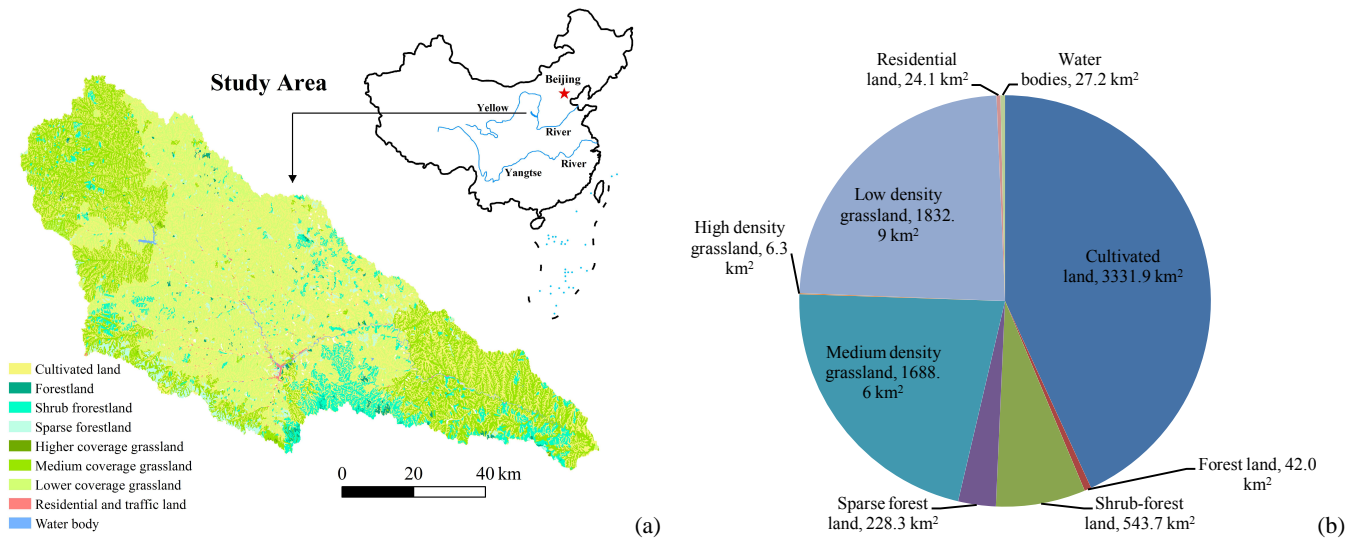 Study Area
Beijing
Yellow
River
River
Yangtse
Cultivated land
Forestland
Shrub frorestland
Sparse forestland
Higher coverage grassland
Medium coverage grassland
Lower coverage grassland
Residential and traffic land
Water body
0 20 40 km
(a)
Residential
land, 24.1 km²
Water
bodies, 27.2 km²
Low density
grassland, 1832.
9 km²
High density
grassland, 6.3
km²
Cultivated
land, 3331.9 km²
Medium density
grassland, 1688.
6 km²
Forest land, 42.0
km²
Sparse forest
land, 228.3 km²
Shrub-forest
land, 543.7 km²
(b)